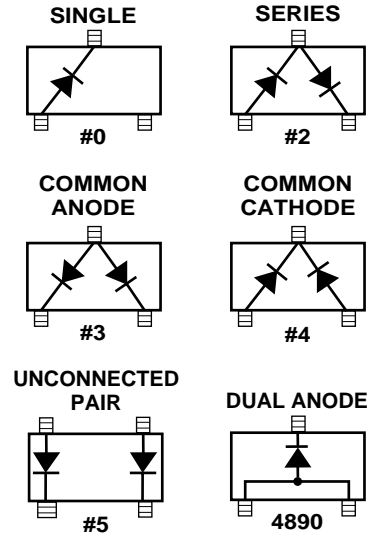 SINGLE
SERIES
#0
#2
COMMON
ANODE
COMMON
CATHODE
#3
#4
UNCONNECTED
PAIR
DUAL ANODE
#5
4890